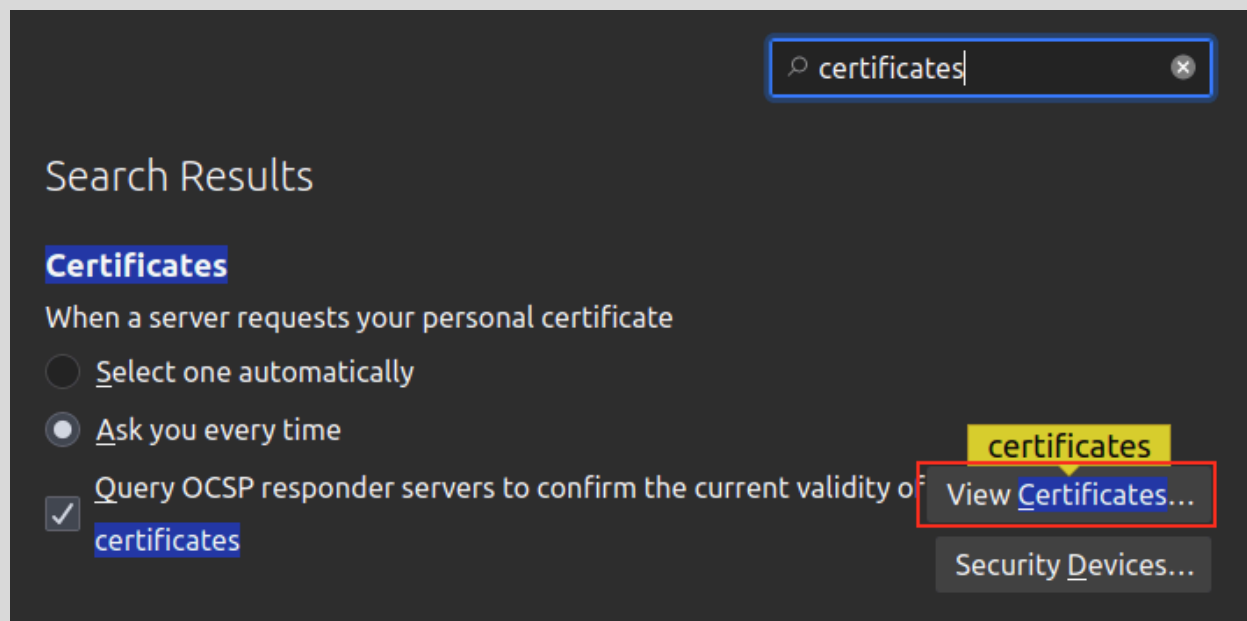 certificates
Search Results
Certificates
When a server requests your personal certificate
Select one automatically
Ask you every time
Query OCSP responder servers to confirm the current validity of
certificates
certificates
View Certificates...
Security Devices...